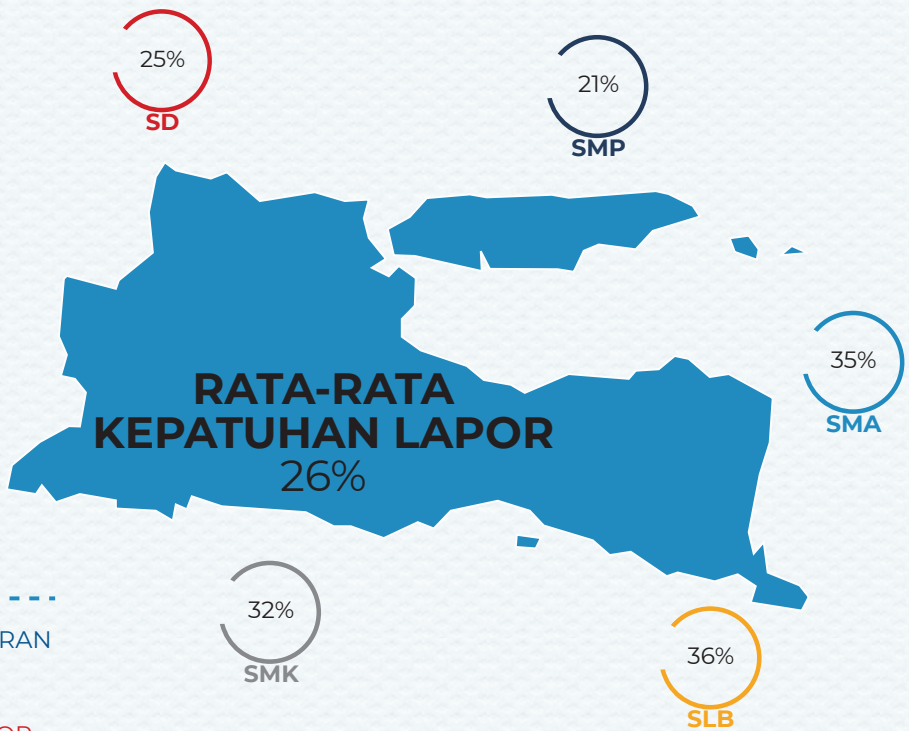 25%
SD
21%
SMP
35%
SMA
RATA-RATA
KEPATUHAN LAPOR
26%
32%
SMK
RAN
36%
SLB